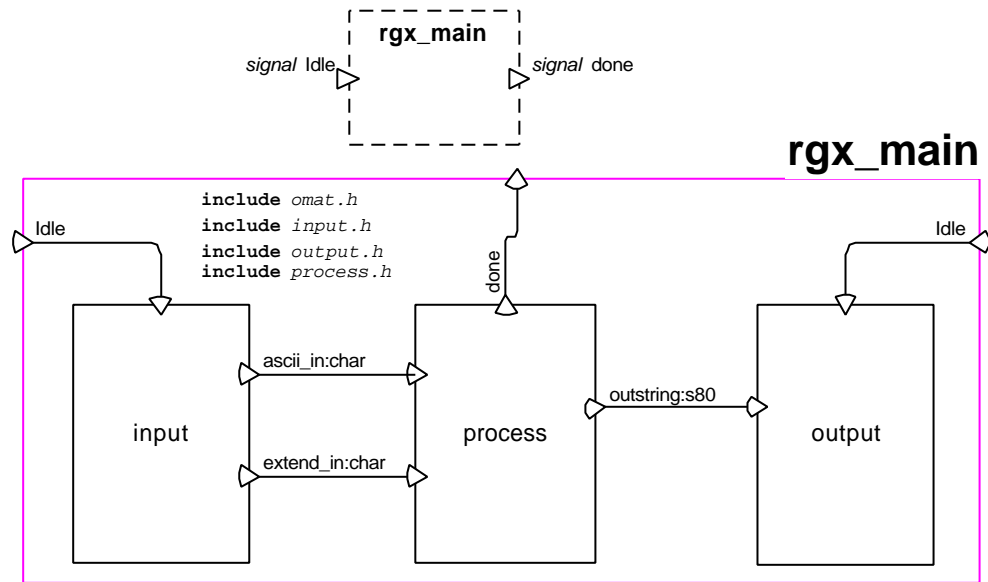 rgx_main
signal Idle
signal done
rgx_main
include omat.h
include input.h
include output.h
include process.h
Idle
done
Idle
ascii_in:char
extend_in:char
outstring:s80
input
process
output